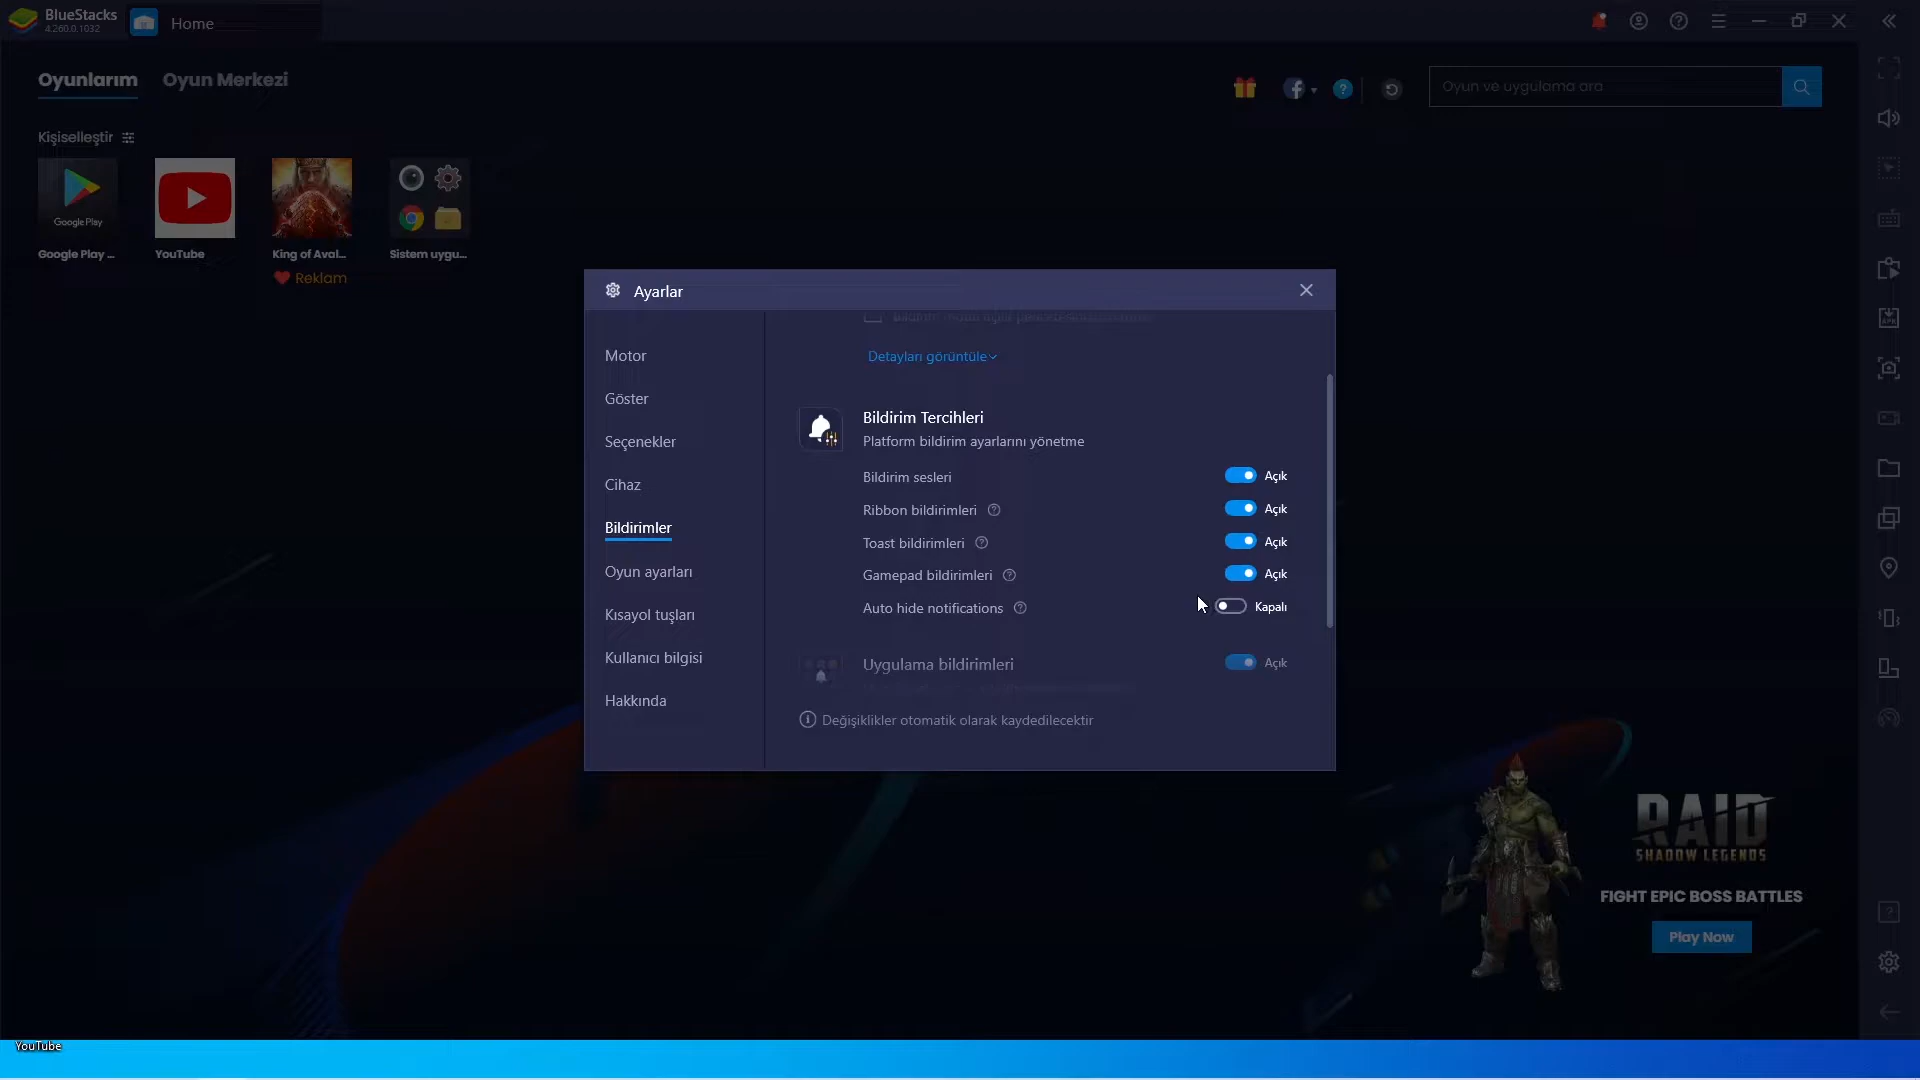 BlueStacks
4.260.0.1032
Home
Oyunlarım
Oyun Merkezi
Oyun ve uygulama ara
Kişiselleştir
Google Play
Google Play ...
YouTube
King of Aval...
Sistem uygu...
Reklam
Ayarlar
Motor
Göster
Seçenekler
Cihaz
Bildirimler
Oyun ayarları
Kısayol tuşları
Kullanıcı bilgisi
Hakkında
Detayları görüntüle
Bildirim Tercihleri
Platform bildirim ayarlarını yönetme
Bildirim sesleri
Açık
Ribbon bildirimleri
Açık
Toast bildirimleri
Açık
Gamepad bildirimleri
Açık
Auto hide notifications
Kapalı
Uygulama bildirimleri
Açık
Değişiklikler otomatik olarak kaydedilecektir
RAID
SHADOW LEGENDS
FIGHT EPIC BOSS BATTLES
Play Now
YouTube